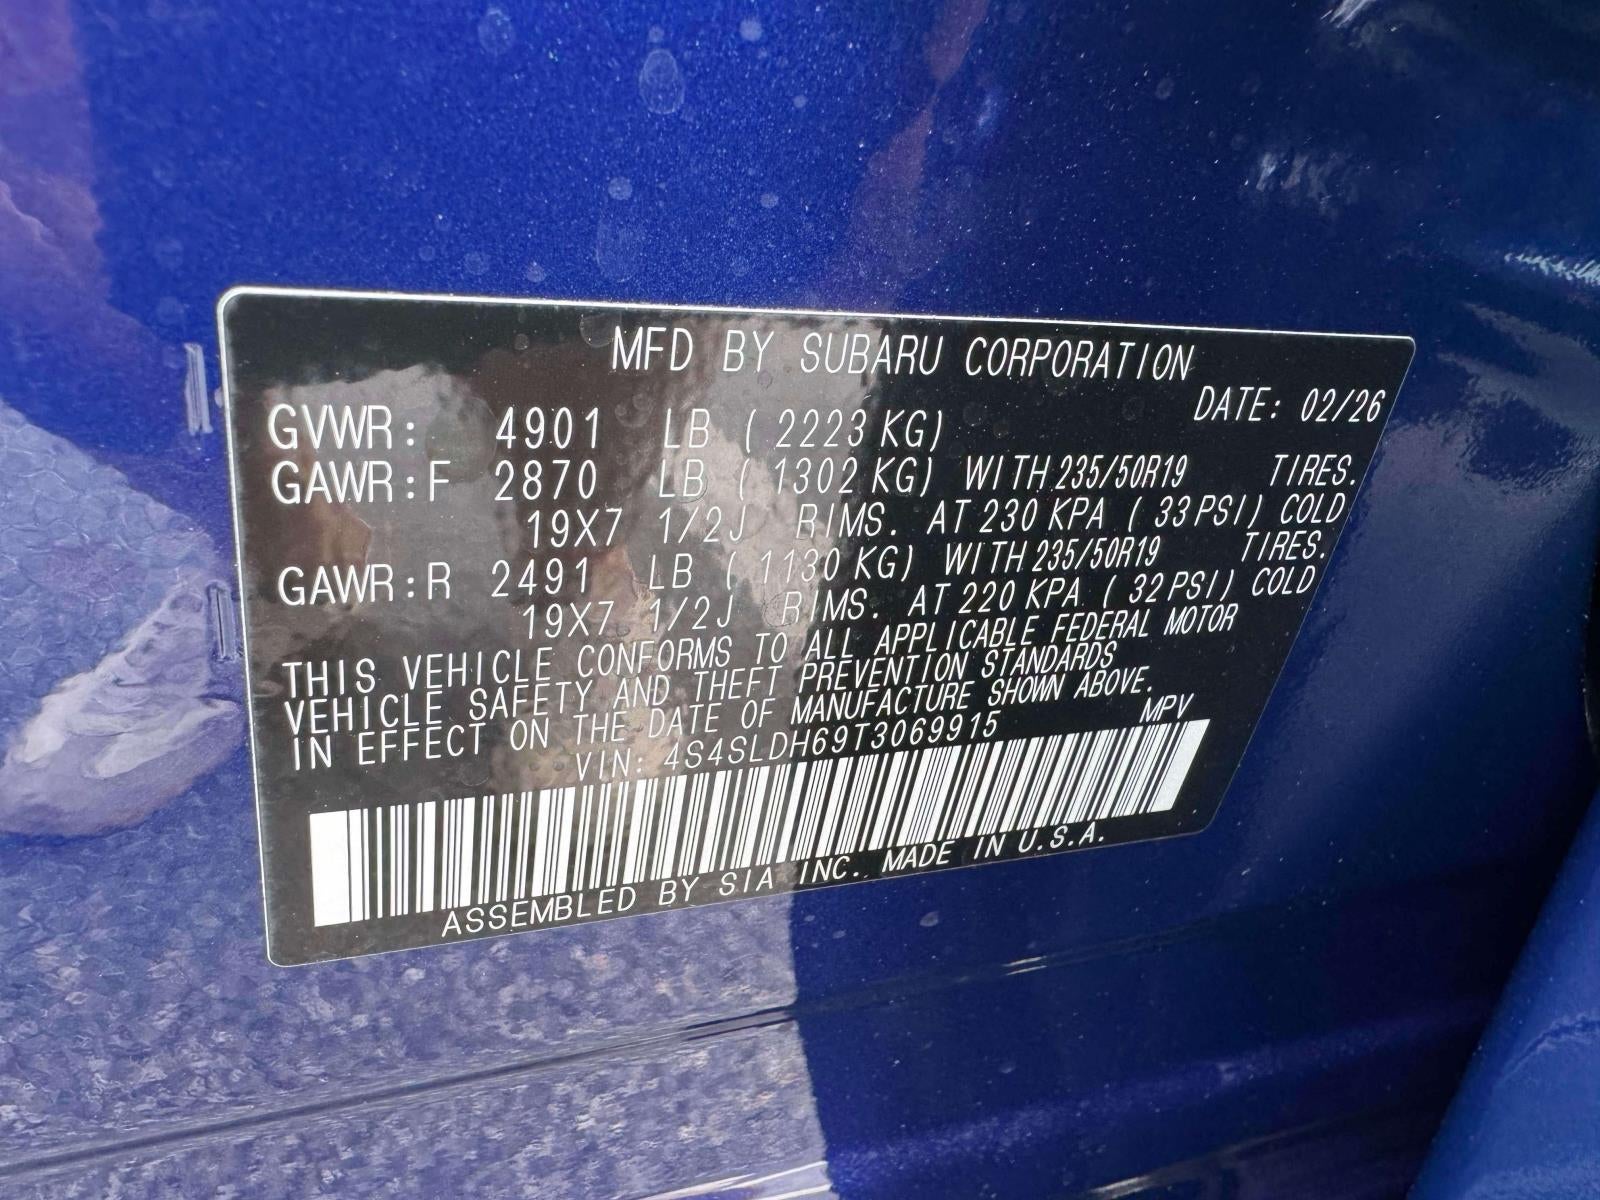 MFD BY SUBARU CORPORATION
DATE: 02/26
GVWR: 4901 LB ( 2223 KG)
GAWR:F 2870 LB ( 1302 KG) WITH 235/50R19 TIRES.
19X7 1/2J RIMS. AT 230 KPA ( 33 PSI) COLD
GAWR:R 2491 LB ( 1130 KG) WITH 235/50R19 TIRES.
19X7 1/2J RIMS. AT 220 KPA ( 32 PSI) COLD
THIS VEHICLE CONFORMS TO ALL APPLICABLE FEDERAL MOTOR
VEHICLE SAFETY AND THEFT PREVENTION STANDARDS
IN EFFECT ON THE DATE OF MANUFACTURE SHOWN ABOVE.
VIN: 4S4SLDH69T3069915 MPV
ASSEMBLED BY SIA INC. MADE IN U.S.A.